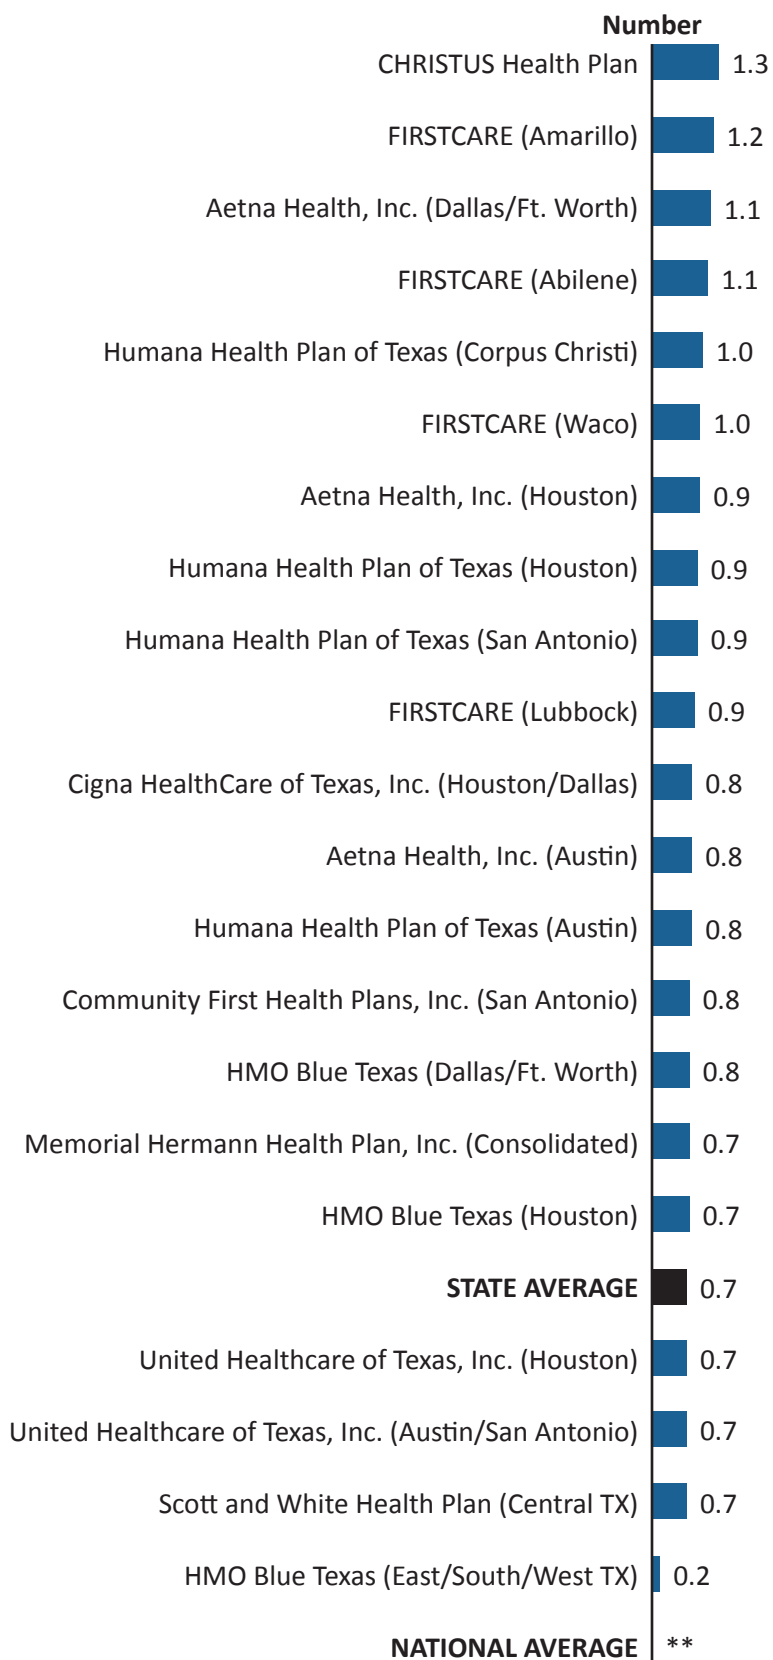 Number
CHRISTUS Health Plan 1.3
FIRSTCARE (Amarillo) 1.2
Aetna Health, Inc. (Dallas/Ft. Worth) 1.1
FIRSTCARE (Abilene) 1.1
Humana Health Plan of Texas (Corpus Christi) 1.0
FIRSTCARE (Waco) 1.0
Aetna Health, Inc. (Houston) 0.9
Humana Health Plan of Texas (Houston) 0.9
Humana Health Plan of Texas (San Antonio) 0.9
FIRSTCARE (Lubbock) 0.9
Cigna HealthCare of Texas, Inc. (Houston/Dallas) 0.8
Aetna Health, Inc. (Austin) 0.8
Humana Health Plan of Texas (Austin) 0.8
Community First Health Plans, Inc. (San Antonio) 0.8
HMO Blue Texas (Dallas/Ft. Worth) 0.8
Memorial Hermann Health Plan, Inc. (Consolidated) 0.7
HMO Blue Texas (Houston) 0.7
STATE AVERAGE 0.7
United Healthcare of Texas, Inc. (Houston) 0.7
United Healthcare of Texas, Inc. (Austin/San Antonio) 0.7
Scott and White Health Plan (Central TX) 0.7
HMO Blue Texas (East/South/West TX) 0.2
NATIONAL AVERAGE **